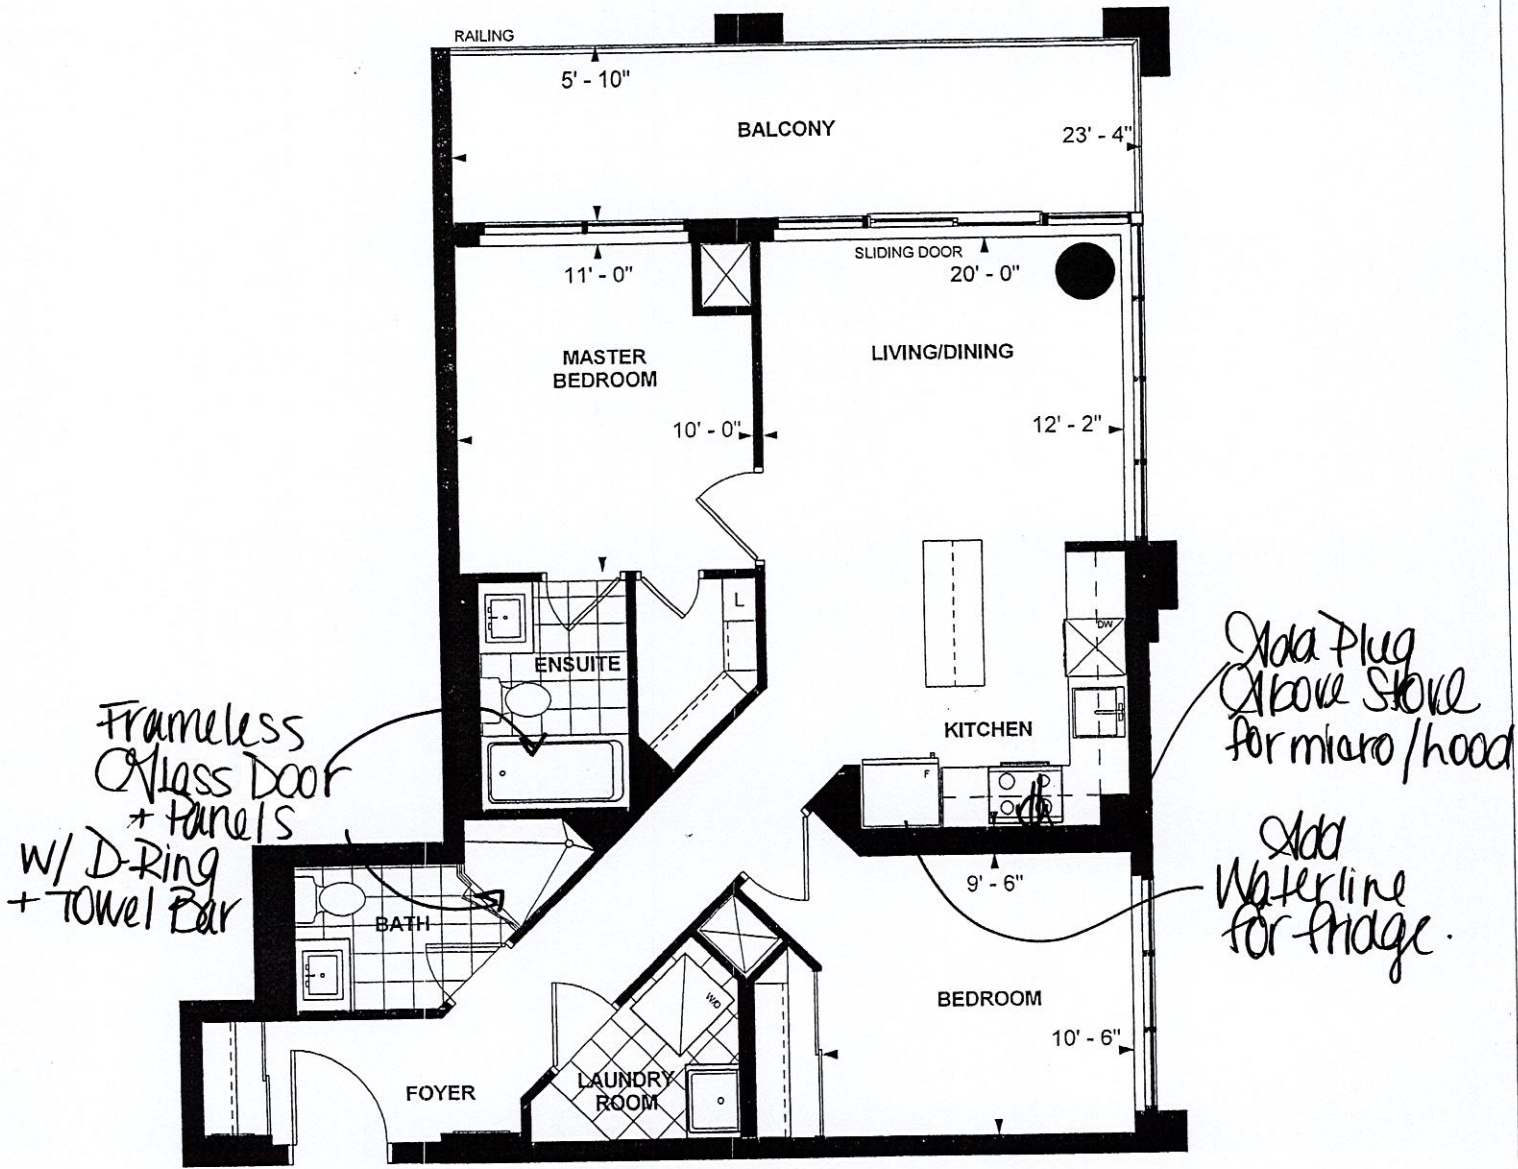 RAILING
5' - 10"
BALCONY
23' - 4"
SLIDING DOOR
11' - 0"
20' - 0"
MASTER
BEDROOM
LIVING/DINING
10' - 0"
12' - 2"
L
DW
ENSUITE
KITCHEN
F
Add Plug
Above Stove
for micro/hood
Frameless
Glass Door
+ Panels
W/ D-Ring
+ Towel Bar
Add
Waterline
for fridge.
9' - 6"
BATH
W/D
BEDROOM
10' - 6"
LAUNDRY
ROOM
FOYER